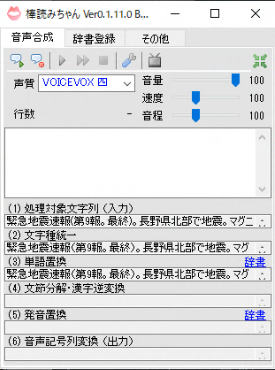 棒読みちゃん Ver0.1.11.0 B...
音声合成 辞書登録 その他
声質 VOICEVOX 四 音量 100
速度 100
行数 - 音程 100
(1) 処理対象文字列 (入力)
緊急地震速報(第9報。最終)。長野県北部で地震。マグニ
(2) 文字種統一
緊急地震速報(第9報。最終)。長野県北部で地震。マグ
(3) 単語置換 辞書
緊急地震速報(第9報。最終)。長野県北部で地震。マグ
(4) 文節分解・漢字逆変換
(5) 発音置換 辞書
(6) 音声記号列変換 (出力)